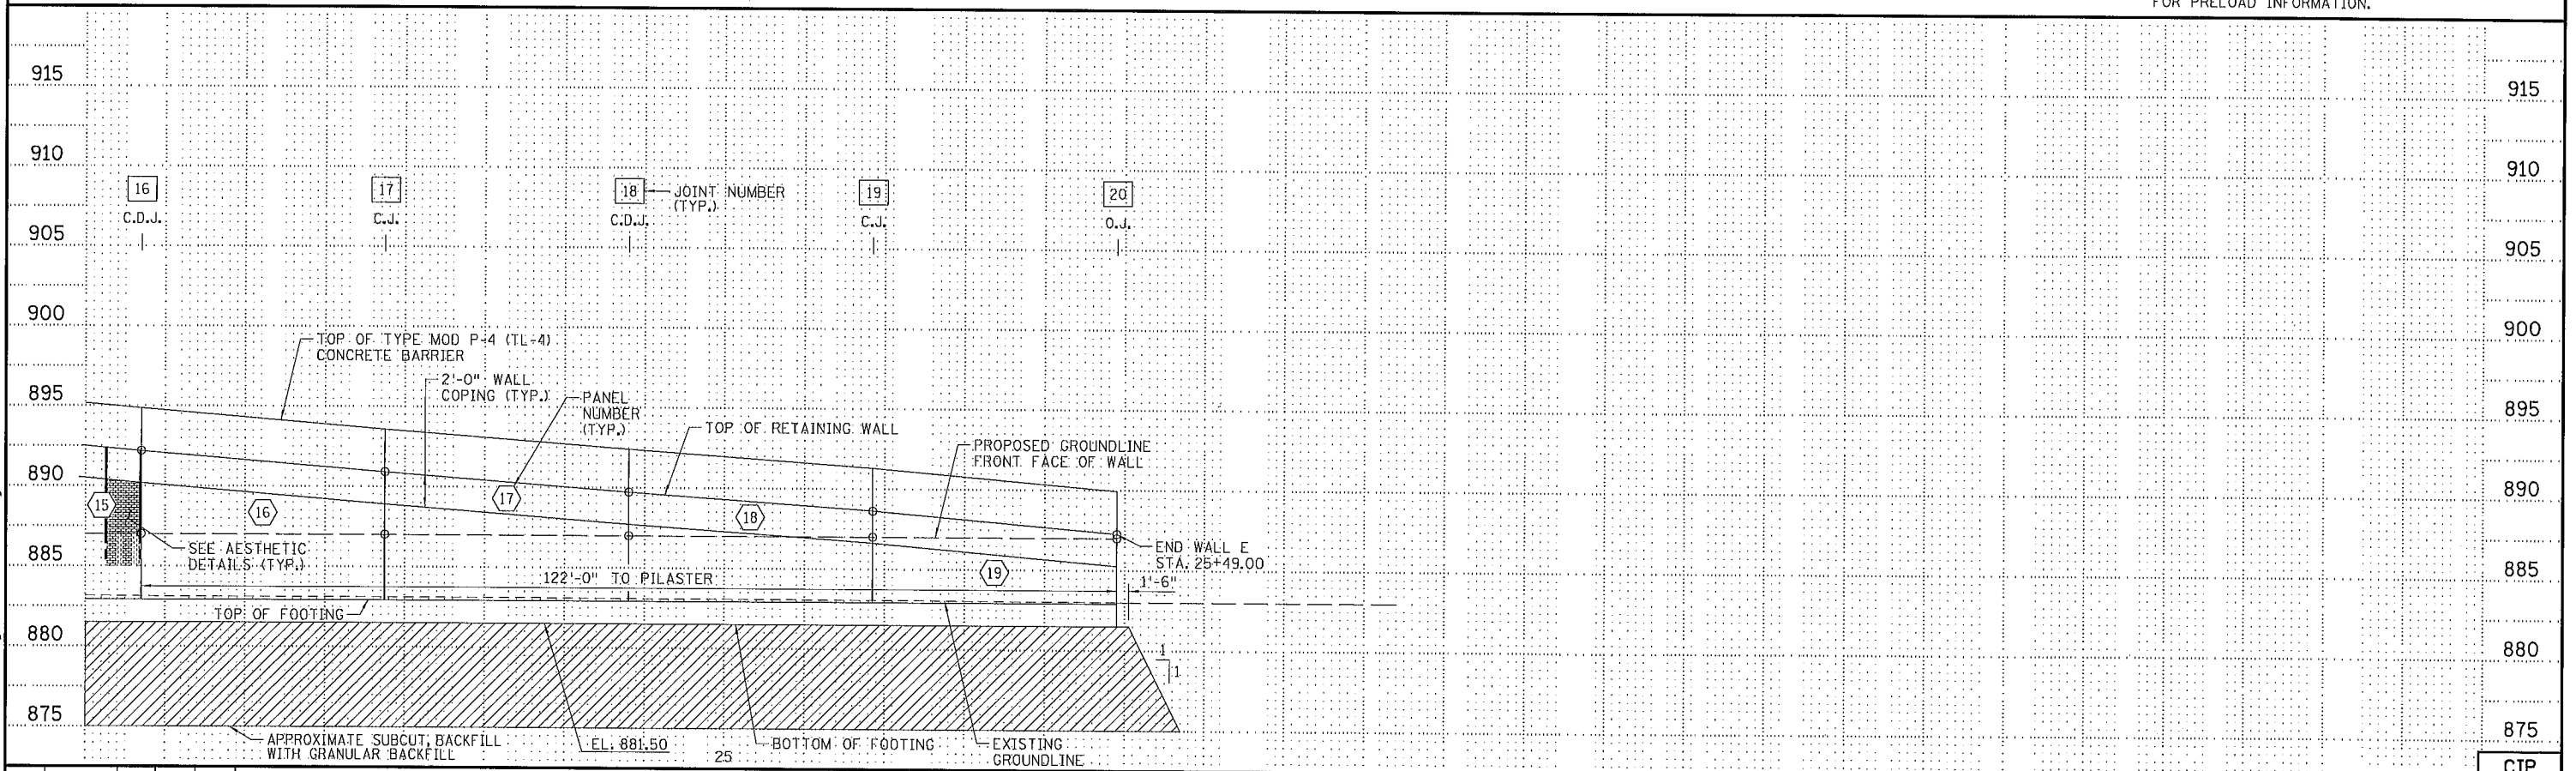 FOR PRELOAD INFORMATION.
915
915
910
910
16
17
18
JOINT NUMBER
(TYP.)
19
20
C.D.J.
C.J.
C.D.J.
C.J.
O.J.
905
905
900
900
TOP OF TYPE MOD P-4 (TL-4)
CONCRETE BARRIER
2'-0" WALL
COPING (TYP.)
PANEL
NUMBER
(TYP.)
895
895
TOP OF RETAINING WALL
PROPOSED GROUNDLINE
FRONT FACE OF WALL
890
890
15
16
17
18
19
SEE AESTHETIC
DETAILS (TYP.)
END WALL E
STA. 25+49.00
885
885
122'-0" TO PILASTER
1'-6"
TOP OF FOOTING
880
880
1
1
875
875
APPROXIMATE SUBCUT, BACKFILL
WITH GRANULAR BACKFILL
EL. 881.50
BOTTOM OF FOOTING
EXISTING
GROUNDLINE
25
CIP